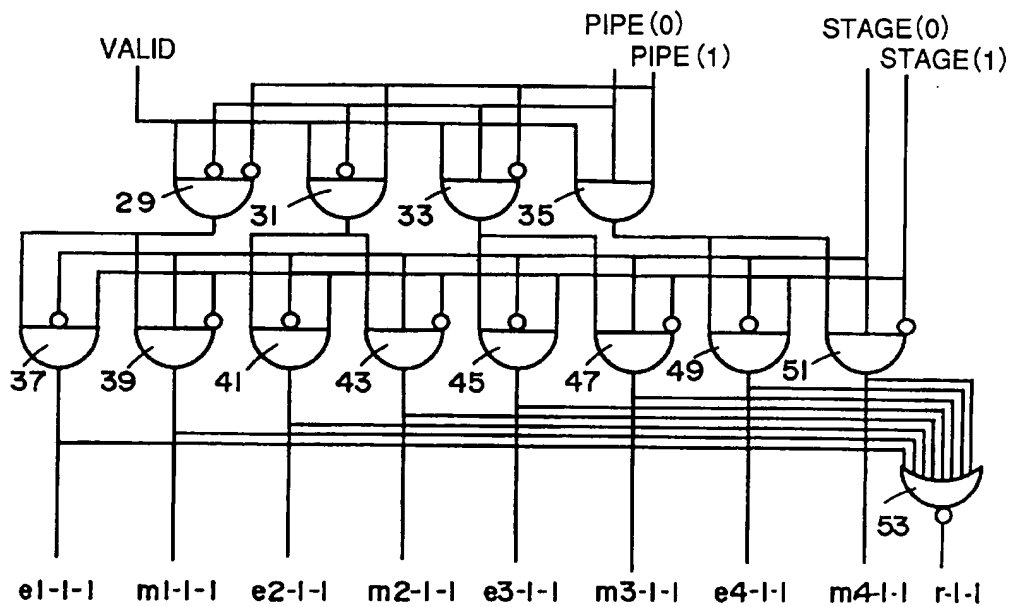 PIPE(0)
STAGE(0)
VALID
PIPE(1)
STAGE(1)
29
31
33
35
37
39
41
43
45
47
49
51
53
e1-1-1
m1-1-1
e2-1-1
m2-1-1
e3-1-1
m3-1-1
e4-1-1
m4-1-1
r-1-1